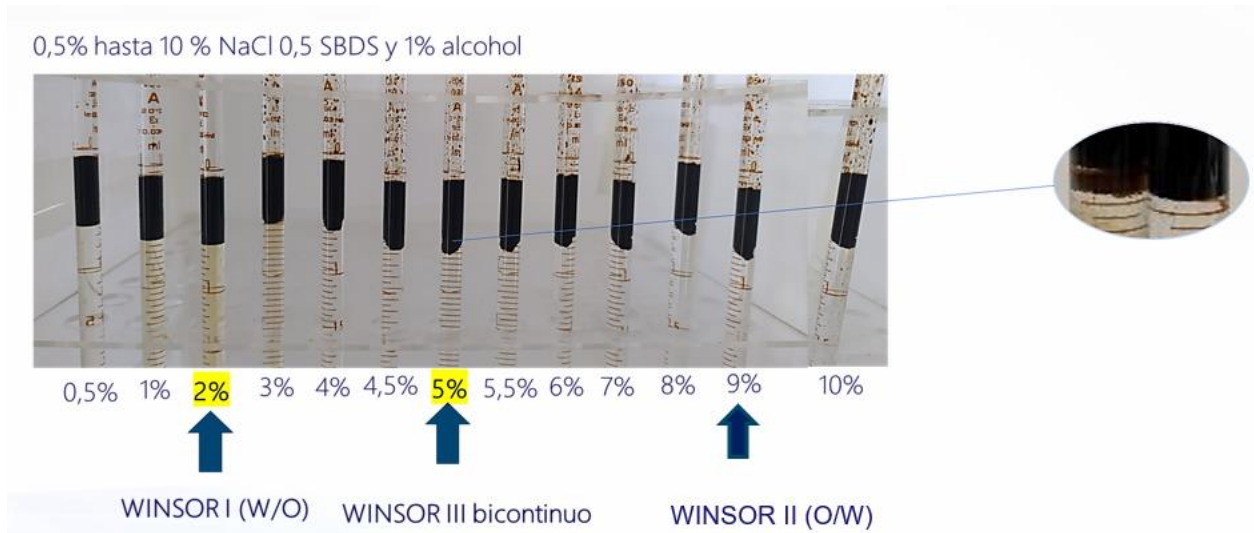 0,5% hasta 10 % NaCl 0,5 SBDS y 1% alcohol
0,5% 1% 2% 3% 4% 4,5% 5% 5,5% 6% 7% 8% 9% 10%
WINSOR I (W/O) WINSOR III bicontinuo WINSOR II (O/W)